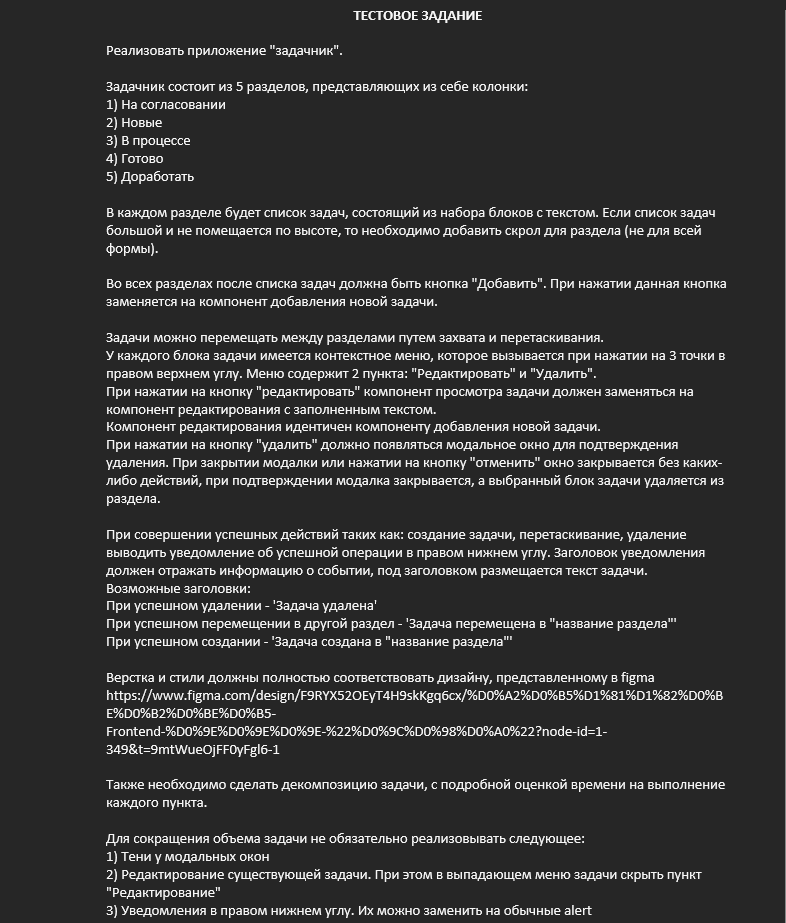 ТЕСТОВОЕ ЗАДАНИЕ
Реализовать приложение "задачник".
Задачник состоит из 5 разделов, представляющих из себе колонки:
1) На согласовании
2) Новые
3) В процессе
4) Готово
5) Доработать
В каждом разделе будет список задач, состоящий из набора блоков с текстом. Если список задач
большой и не помещается по высоте, то необходимо добавить скрол для раздела (не для всей
формы).
Во всех разделах после списка задач должна быть кнопка "Добавить". При нажатии данная кнопка
заменяется на компонент добавления новой задачи.
Задачи можно перемещать между разделами путем захвата и перетаскивания.
У каждого блока задачи имеется контекстное меню, которое вызывается при нажатии на 3 точки в
правом верхнем углу. Меню содержит 2 пункта: "Редактировать" и "Удалить".
При нажатии на кнопку "редактировать" компонент просмотра задачи должен заменяться на
компонент редактирования с заполненным текстом.
Компонент редактирования идентичен компоненту добавления новой задачи.
При нажатии на кнопку "удалить" должно появляться модальное окно для подтверждения
удаления. При закрытии модалки или нажатии на кнопку "отменить" окно закрывается без каких-
либо действий, при подтверждении модалка закрывается, а выбранный блок задачи удаляется из
раздела.
При совершении успешных действий таких как: создание задачи, перетаскивание, удаление
выводить уведомление об успешной операции в правом нижнем углу. Заголовок уведомления
должен отражать информацию о событии, под заголовком размещается текст задачи.
Возможные заголовки:
При успешном удалении - 'Задача удалена'
При успешном перемещении в другой раздел - 'Задача перемещена в "название раздела"'
При успешном создании - 'Задача создана в "название раздела"'
Верстка и стили должны полностью соответствовать дизайну, представленному в figma
https://www.figma.com/design/F9RYX52OEyT4H9skKgq6cx/%D0%A2%D0%B5%D1%81%D1%82%D0%B
E%D0%B2%D0%BE%D0%B5-
Frontend-%D0%9E%D0%9E%D0%9E-%22%D0%9C%D0%98%D0%A0%22?node-id=1-
349&t=9mtWueOjFF0yFgl6-1
Также необходимо сделать декомпозицию задачи, с подробной оценкой времени на выполнение
каждого пункта.
Для сокращения объема задачи не обязательно реализовывать следующее:
1) Тени у модальных окон
2) Редактирование существующей задачи. При этом в выпадающем меню задачи скрыть пункт
"Редактирование"
3) Уведомления в правом нижнем углу. Их можно заменить на обычные alert